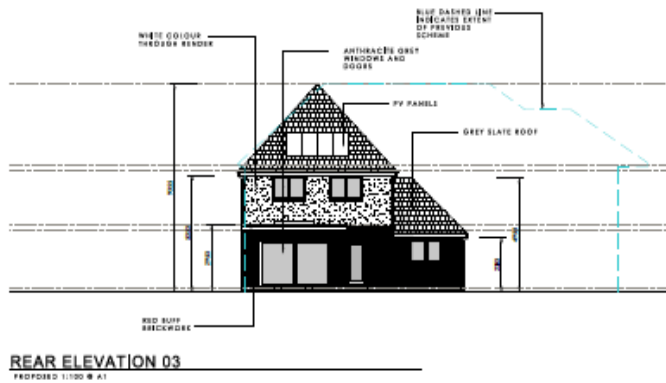 BLUE DASHED LINE
INDICATES EXTENT
OF PREVIOUS
SCHEME
WHITE COLOUR
THROUGH RENDER
ANTHRACITE GREY
WINDOWS AND
DOORS
PV PANELS
GREY SLATE ROOF
RED BUFF
BRICKWORK
REAR ELEVATION 03
PROPOSED 1:100 @ A1